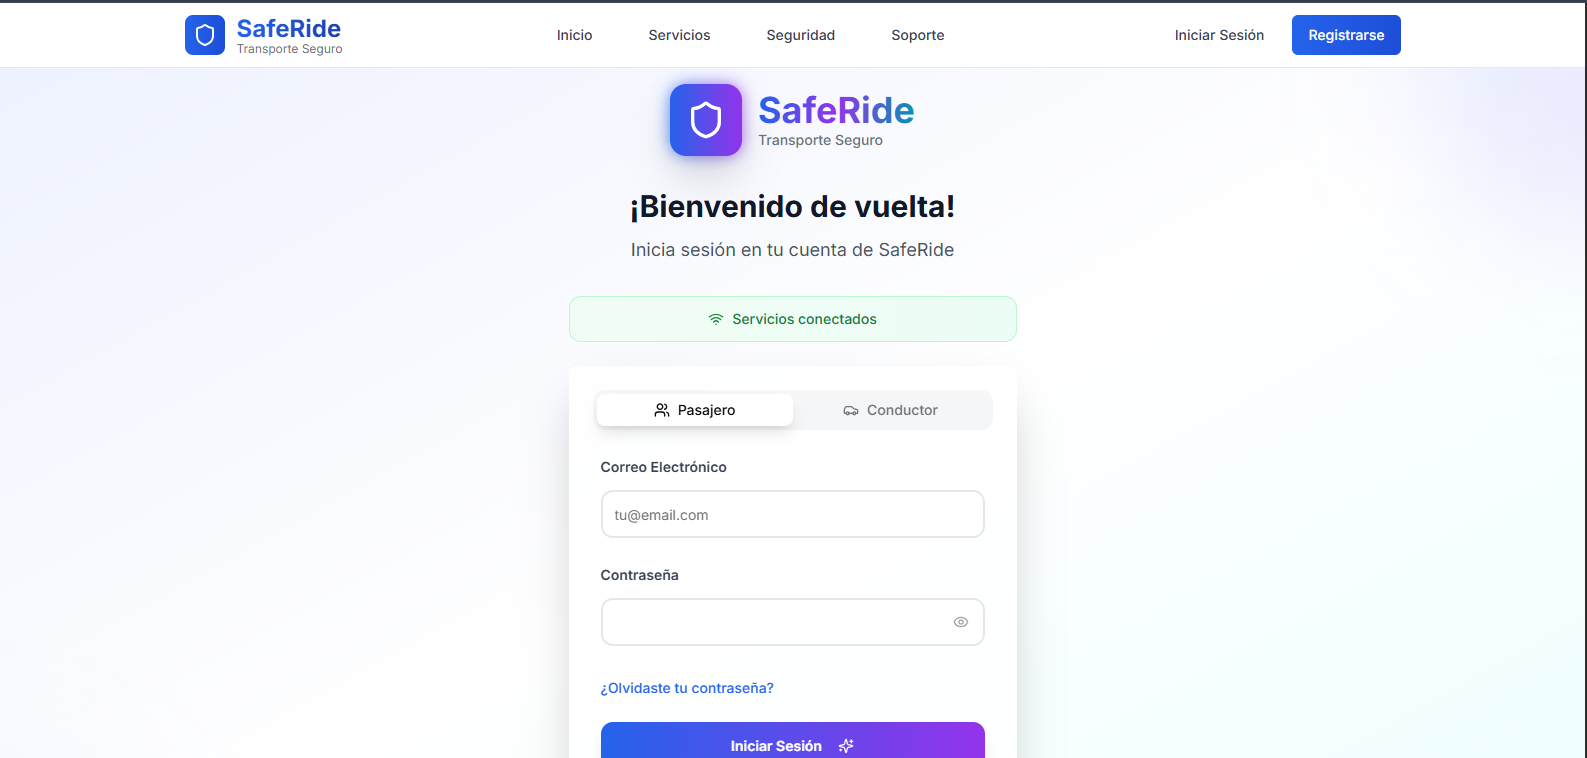 SafeRide
Transporte Seguro
Inicio
Servicios
Seguridad
Soporte
Iniciar Sesión
Registrarse
SafeRide
Transporte Seguro
¡Bienvenido de vuelta!
Inicia sesión en tu cuenta de SafeRide
Servicios conectados
Pasajero
Conductor
Correo Electrónico
tu@email.com
Contraseña
¿Olvidaste tu contraseña?
Iniciar Sesión